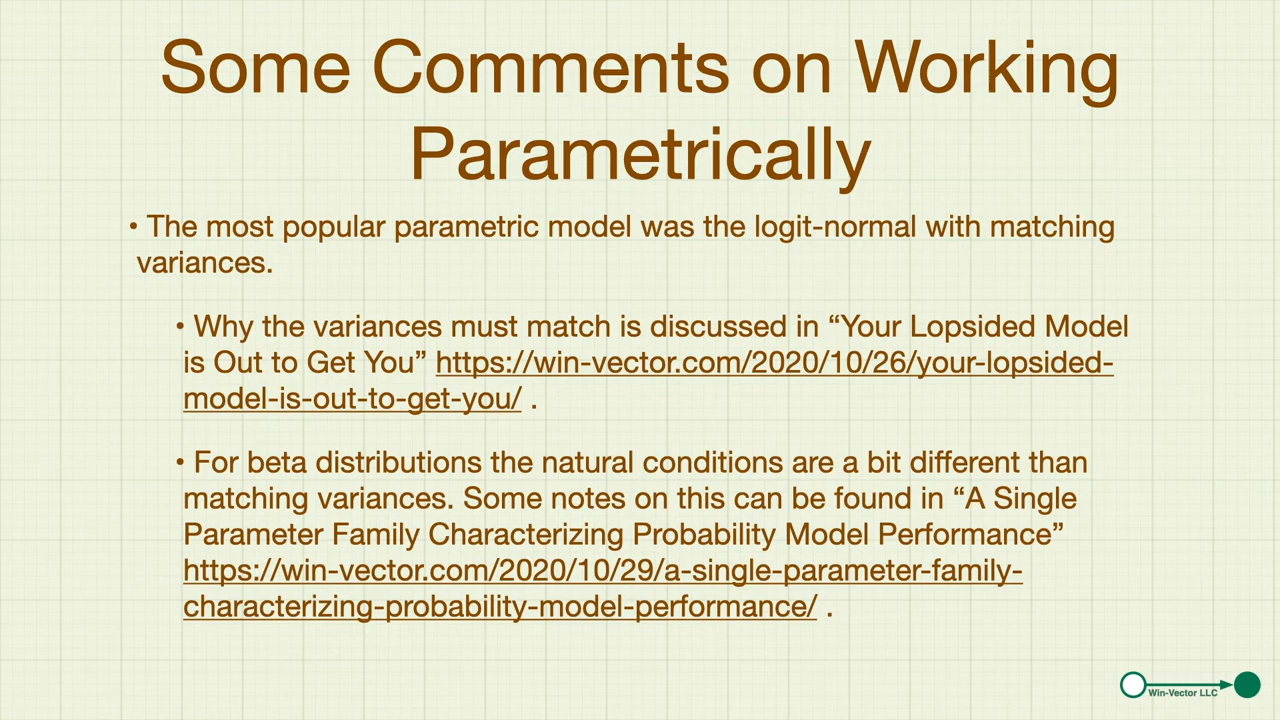 Some Comments on Working
Parametrically
• The most popular parametric model was the logit-normal with matching
variances.
• Why the variances must match is discussed in “Your Lopsided Model
is Out to Get You” https://win-vector.com/2020/10/26/your-lopsided-
model-is-out-to-get-you/ .
• For beta distributions the natural conditions are a bit different than
matching variances. Some notes on this can be found in “A Single
Parameter Family Characterizing Probability Model Performance”
https://win-vector.com/2020/10/29/a-single-parameter-family-
characterizing-probability-model-performance/ .
Win-Vector LLC